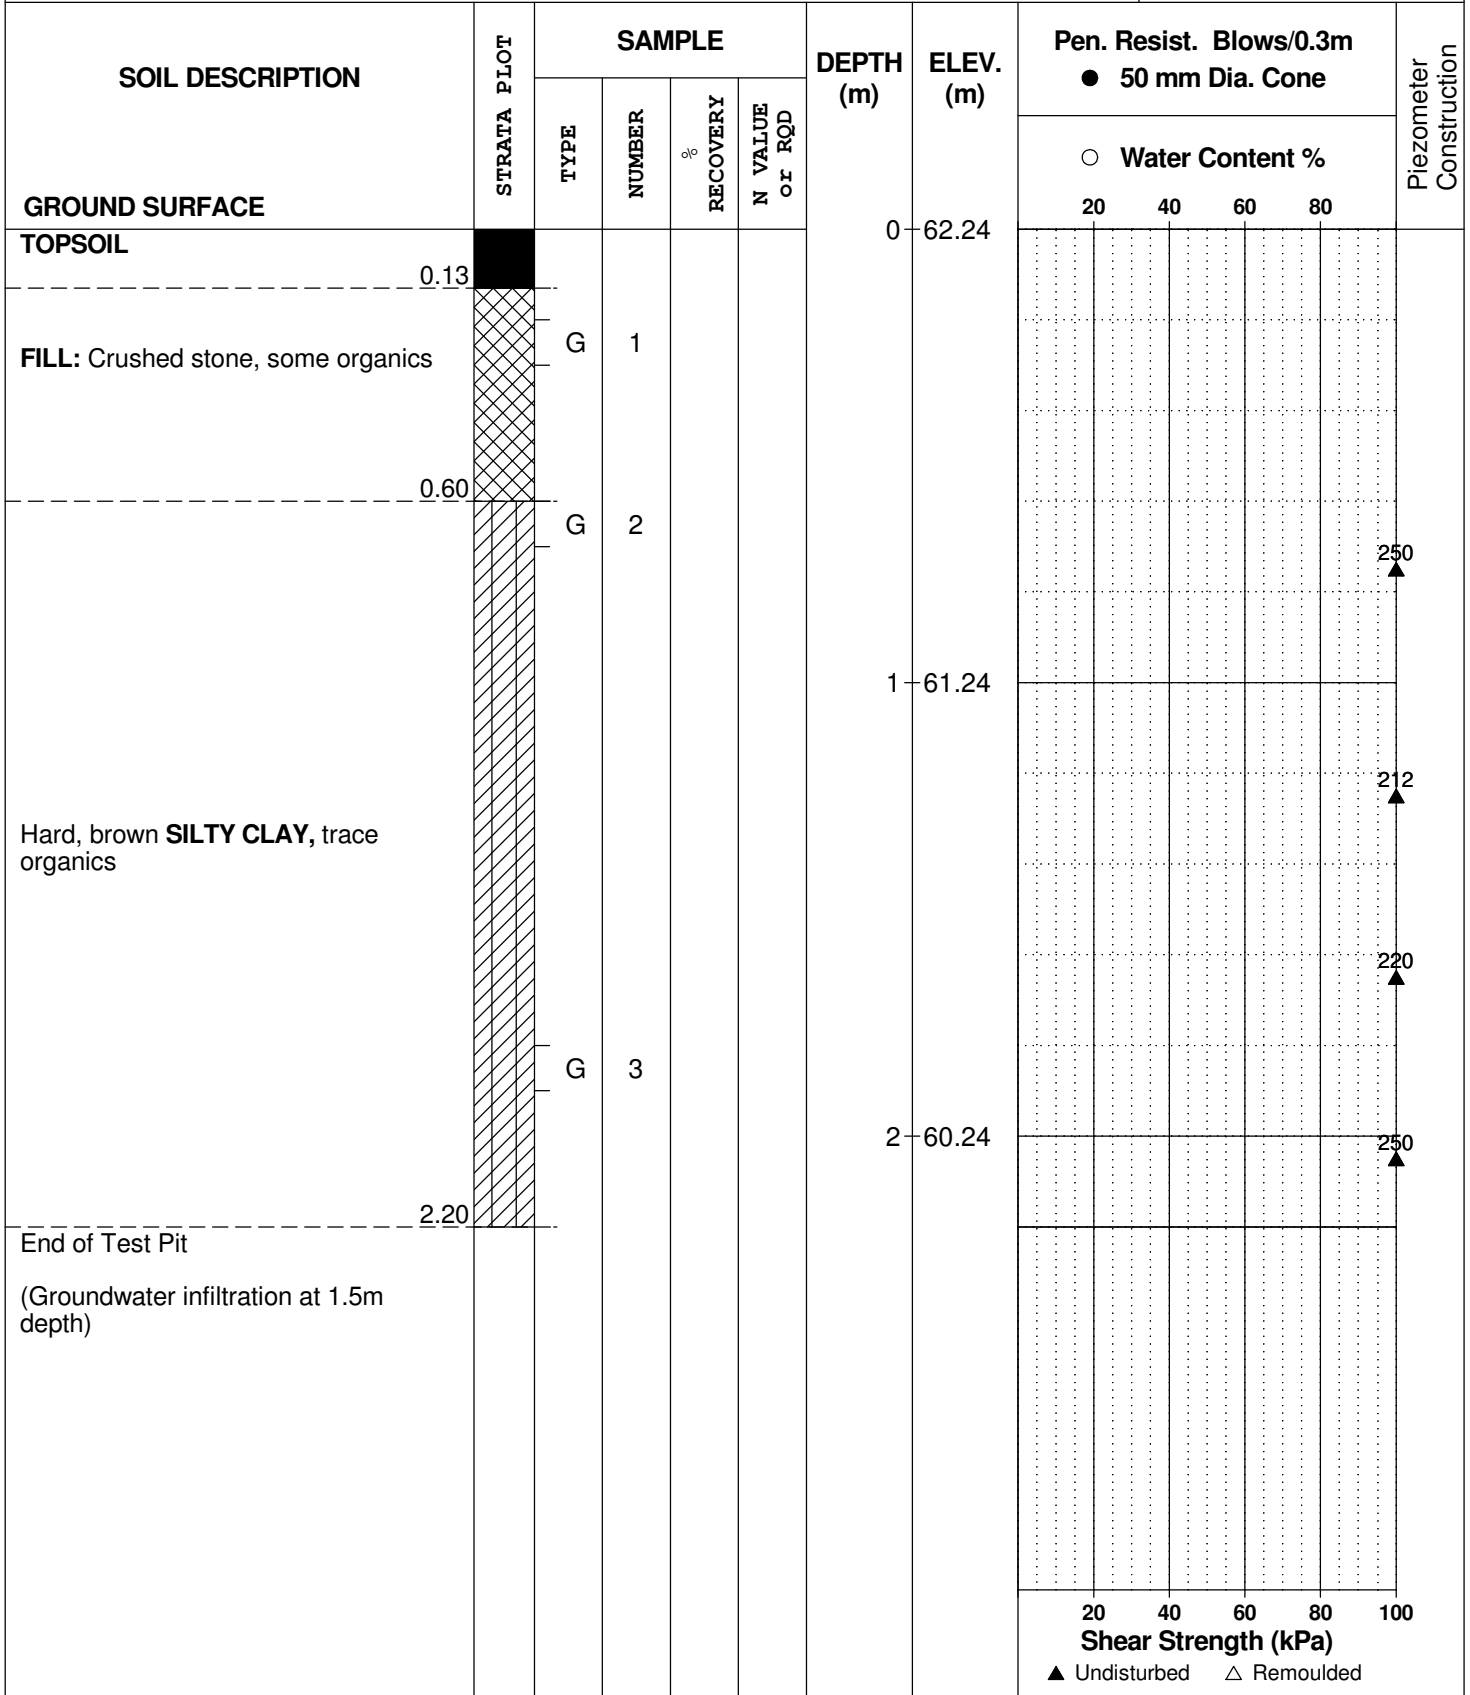 SOIL DESCRIPTION
GROUND SURFACE
STRATA PLOT
SAMPLE
TYPE
NUMBER
%
RECOVERY
N VALUE
or RQD
DEPTH
(m)
ELEV.
(m)
Pen. Resist. Blows/0.3m
● 50 mm Dia. Cone
○ Water Content %
20 40 60 80
Piezometer
Construction
TOPSOIL
0.13
0 62.24
FILL: Crushed stone, some organics
G 1
0.60
G 2
250
1 61.24
212
Hard, brown SILTY CLAY, trace
organics
220
G 3
2 60.24
250
2.20
End of Test Pit
(Groundwater infiltration at 1.5m
depth)
20 40 60 80 100
Shear Strength (kPa)
▲ Undisturbed △ Remoulded